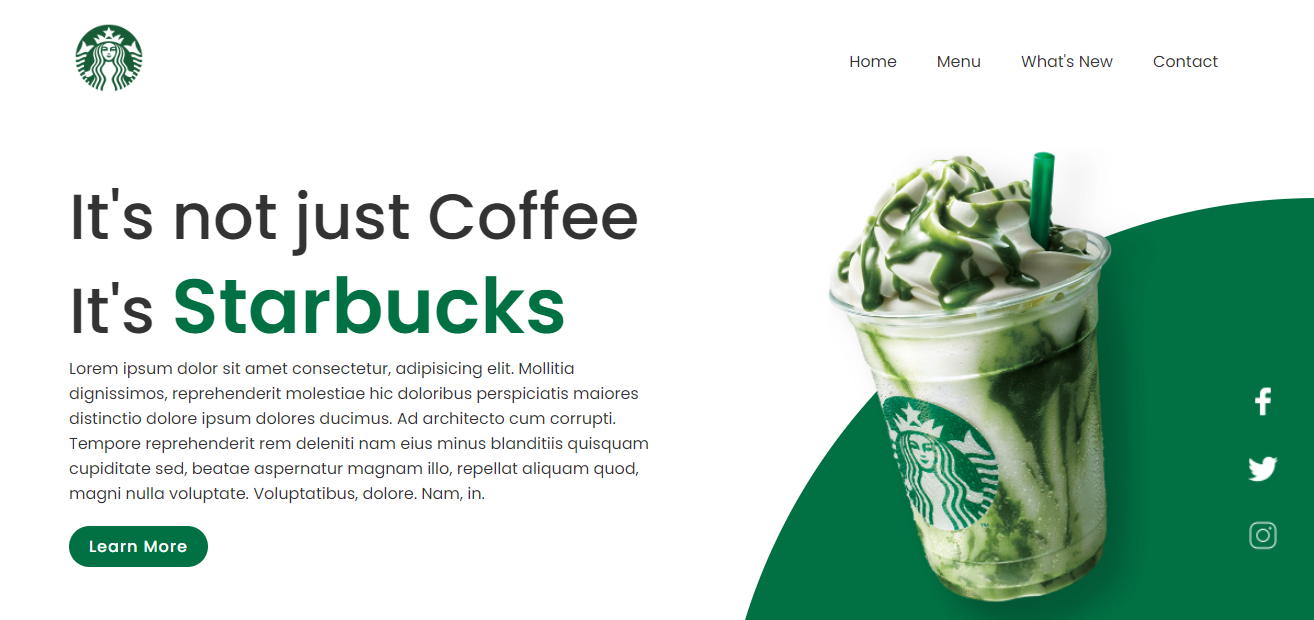 Home Menu What's New Contact
It's not just Coffee
It's Starbucks
Lorem ipsum dolor sit amet consectetur, adipisicing elit. Mollitia
dignissimos, reprehenderit molestiae hic doloribus perspiciatis maiores
distinctio dolore ipsum dolores ducimus. Ad architecto cum corrupti.
Tempore reprehenderit rem deleniti nam eius minus blanditiis quisquam
cupiditate sed, beatae aspernatur magnam illo, repellat aliquam quod,
magni nulla voluptate. Voluptatibus, dolore. Nam, in.
Learn More